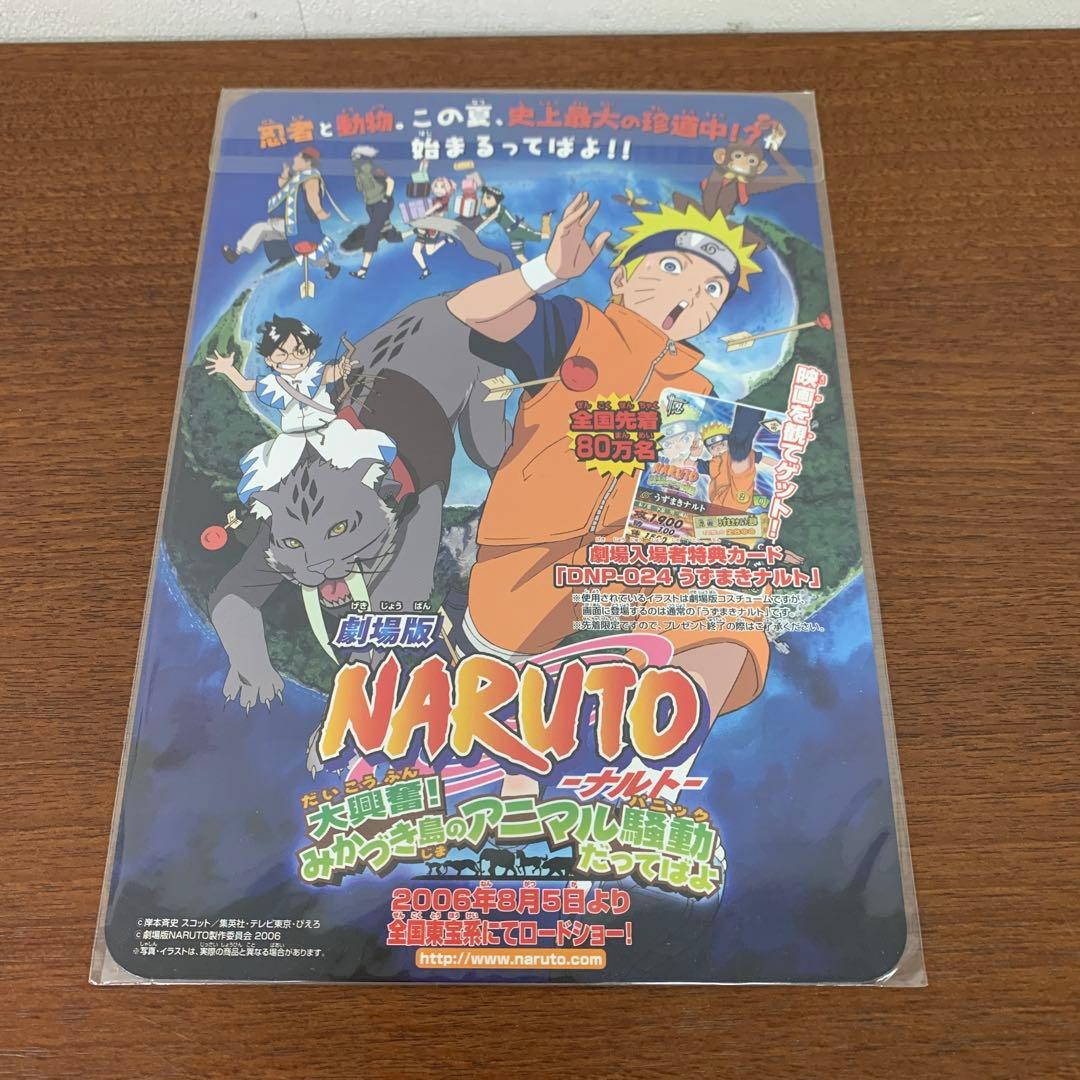 忍者と動物。この夏、史上最大の珍道中!?が
始まるってばよ!!
映画を観てゲット!!
全国先着
80万名
NARUTO
うずまきナルト
1900
100
劇場入場者特典カード
「DNP-024 うずまきナルト」
※使用されているイラストは劇場版コスチュームですが、
画面に登場するのは通常の「うずまきナルト」です。
※先着限定ですので、プレゼント終了の際はご了承ください。
劇場版
NARUTO
-ナルト-
大興奮!
みかづき島のアニマル騒動
だってばよ
2006年8月5日より
全国東宝系にてロードショー!
http://www.naruto.com
©岸本斉史 スコット/集英社・テレビ東京・ぴえろ
©劇場版NARUTO製作委員会 2006
※写真・イラストは、実際の商品と異なる場合があります。